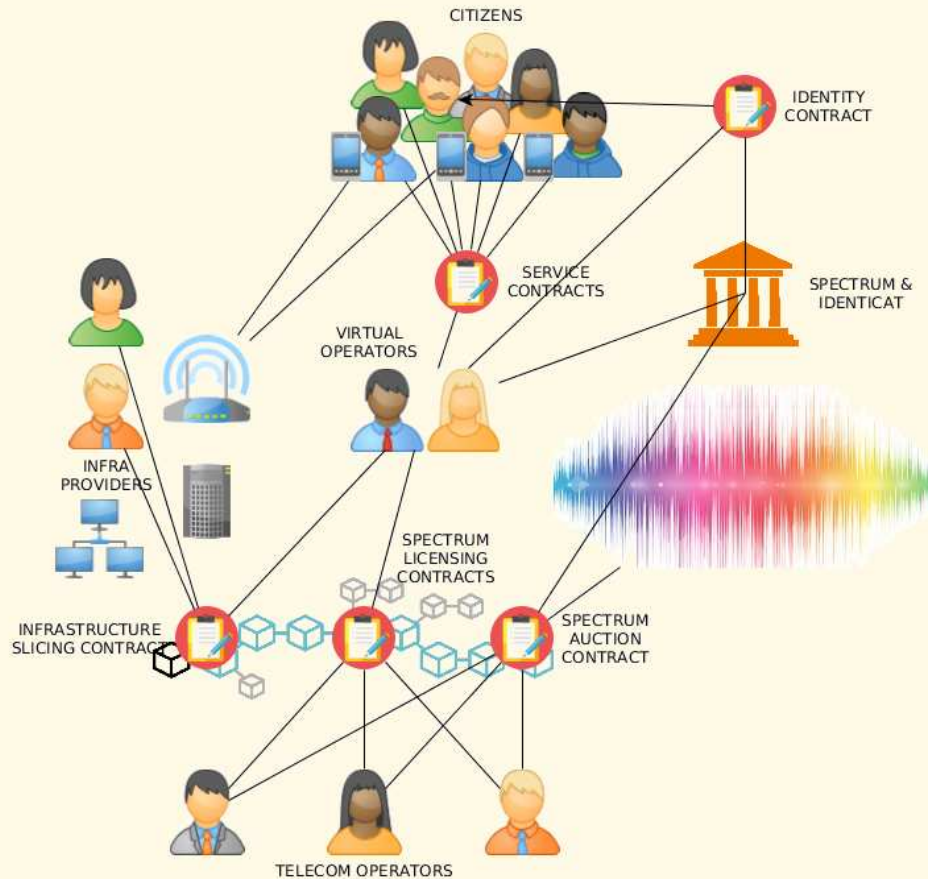 CITIZENS
IDENTITY
CONTRACT
SERVICE
CONTRACTS
SPECTRUM &
IDENTICAT
VIRTUAL
OPERATORS
INFRA
PROVIDERS
SPECTRUM
LICENSING
CONTRACTS
INFRASTRUCTURE
SLICING CONTRACT
SPECTRUM
AUCTION
CONTRACT
TELECOM OPERATORS